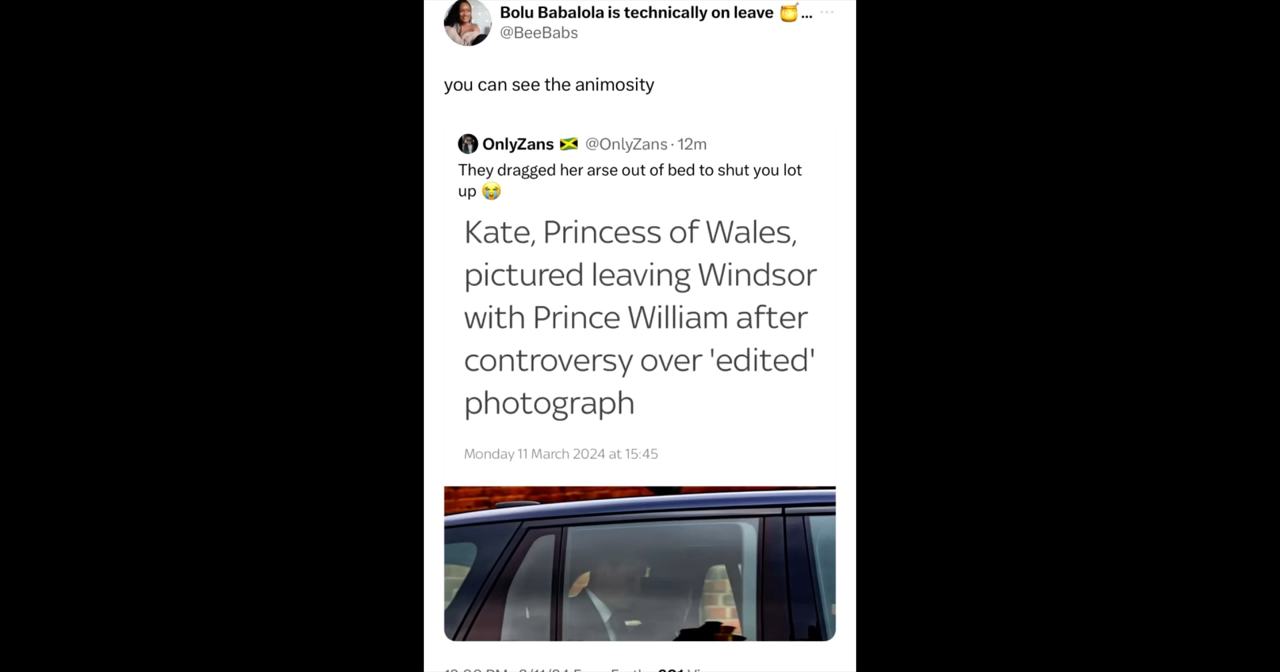 Bolu Babalola is technically on leave 🍯...
@BeeBabs
you can see the animosity
OnlyZans 🇯🇲 @OnlyZans · 12m
They dragged her arse out of bed to shut you lot
up 😭
Kate, Princess of Wales,
pictured leaving Windsor
with Prince William after
controversy over 'edited'
photograph
Monday 11 March 2024 at 15:45